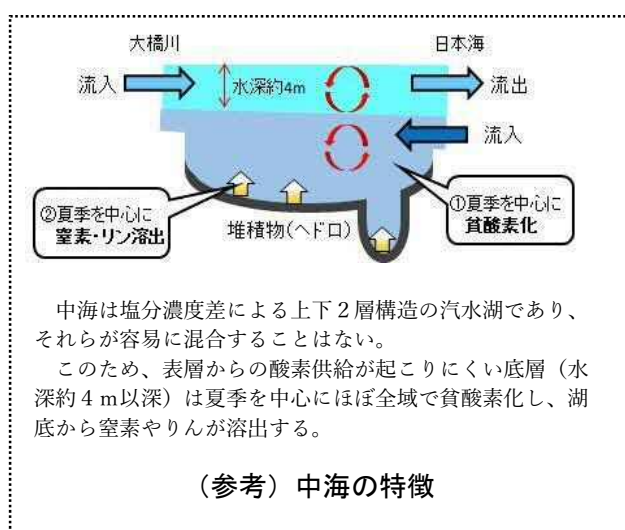 大橋川
日本海
流入
水深約4m
流出
流入
②夏季を中心に
窒素・リン溶出
堆積物(ヘドロ)
①夏季を中心に
貧酸素化
中海は塩分濃度差による上下２層構造の汽水湖であり、
それらが容易に混合することはない。
このため、表層からの酸素供給が起こりにくい底層（水
深約４ｍ以深）は夏季を中心にほぼ全域で貧酸素化し、湖
底から窒素やりんが溶出する。
（参考）中海の特徴